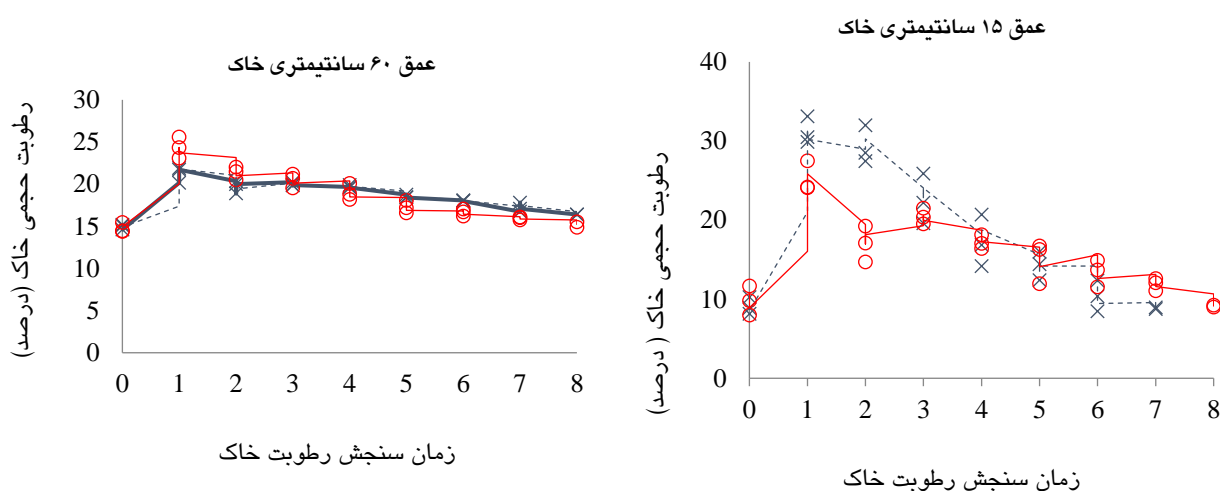 عمق ۶۰ سانتیمتری خاک
رطوبت حجمی خاک (درصد)
30
25
20
15
10
5
0
0 1 2 3 4 5 6 7 8
زمان سنجش رطوبت خاک
عمق ۱۵ سانتیمتری خاک
رطوبت حجمی خاک ( درصد)
40
30
20
10
0
0 1 2 3 4 5 6 7 8
زمان سنجش رطوبت خاک